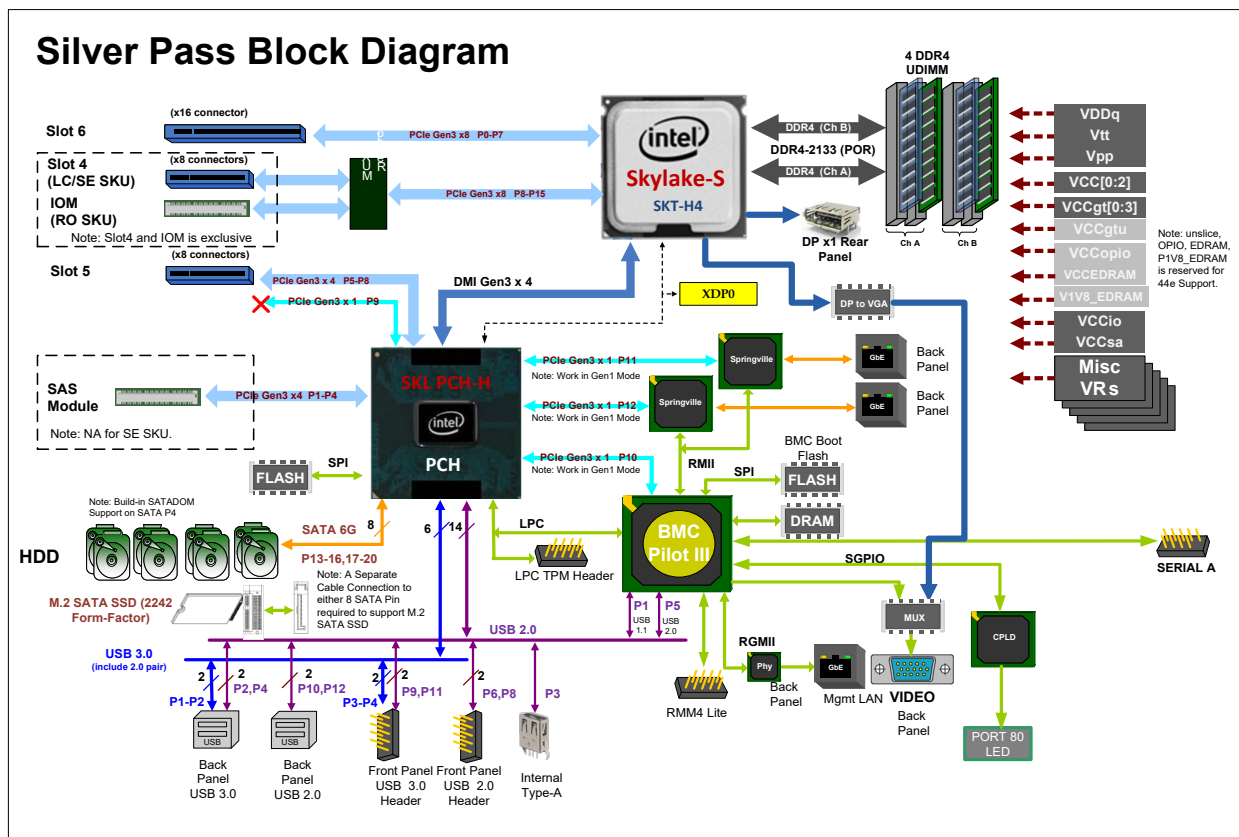 Silver Pass Block Diagram
4 DDR4
UDIMM
(x16 connector)
Slot 6
PCIe Gen3 x8 P0-P7
intel
Skylake-S
SKT-H4
DDR4 (Ch B)
DDR4-2133 (POR)
DDR4 (Ch A)
Ch A
Ch B
VDDq
Vtt
Vpp
VCC[0:2]
VCCgt[0:3]
VCCgtu
VCCopio
VCCEDRAM
V1V8_EDRAM
VCCio
VCCsa
Misc
VRs
Note: unslice,
OPIO, EDRAM,
P1V8_EDRAM
is reserved for
44e Support.
Slot 4
(LC/SE SKU)
(x8 connectors)
IOM
(RO SKU)
Note: Slot4 and IOM is exclusive
PCIe Gen3 x8 P8-P15
DP x1 Rear
Panel
Slot 5
(x8 connectors)
PCIe Gen3 x 4 P5-P8
PCIe Gen3 x 1 P9
DMI Gen3 x 4
XDP0
DP to VGA
SAS
Module
PCIe Gen3 x4 P1-P4
Note: NA for SE SKU.
SKL PCH-H
intel
PCH
PCIe Gen3 x 1 P11
Note: Work in Gen1 Mode
Springville
GbE
Back
Panel
PCIe Gen3 x 1 P12
Note: Work in Gen1 Mode
Springville
GbE
Back
Panel
PCIe Gen3 x 1 P10
Note: Work in Gen1 Mode
RMII
SPI
FLASH
BMC Boot
Flash
SPI
FLASH
DRAM
Note: Build-in SATADOM
Support on SATA P4
HDD
SATA 6G
8
P13-16,17-20
6
14
LPC
LPC TPM Header
BMC
Pilot III
SGPIO
SERIAL A
M.2 SATA SSD (2242
Form-Factor)
Note: A Separate
Cable Connection to
either 8 SATA Pin
required to support M.2
SATA SSD
P1
USB
1.1
P5
USB
2.0
USB 2.0
USB 3.0
(include 2.0 pair)
MUX
CPLD
RGMII
Phy
Back
Panel
GbE
Mgmt LAN
VIDEO
Back
Panel
RMM4 Lite
PORT 80
LED
2
2
2
2
2
2
P1-P2
P2,P4
P10,P12
P3-P4
P9,P11
P6,P8
P3
USB
USB
Back
Panel
USB 3.0
Back
Panel
USB 2.0
Front Panel
USB 3.0
Header
Front Panel
USB 2.0
Header
Internal
Type-A